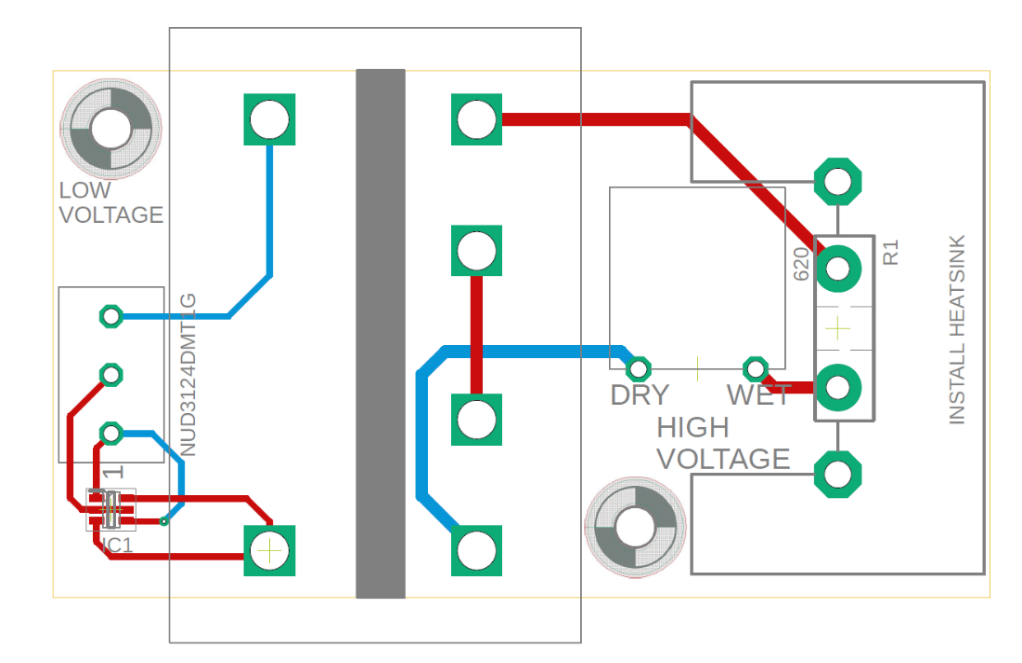 LOW
VOLTAGE
NUD3124DMT1G
1
IC1
620
R1
DRY
WET
HIGH
VOLTAGE
INSTALL HEATSINK